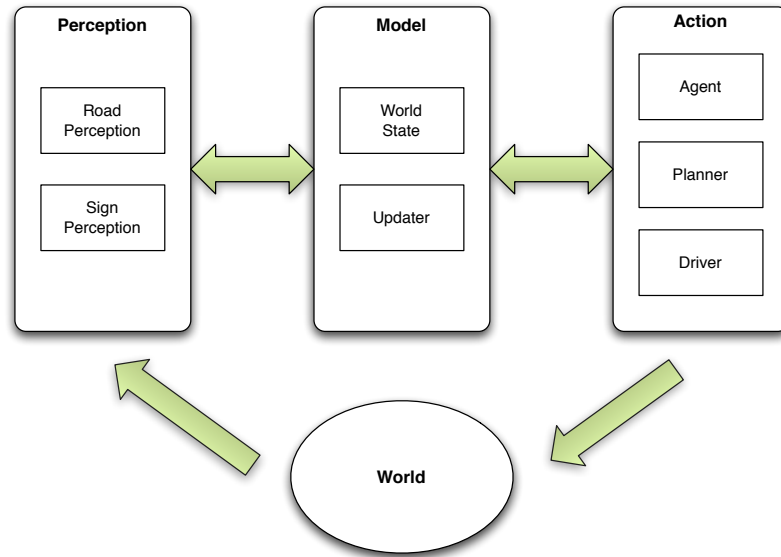 Perception
Road
Perception
Sign
Perception
Model
World
State
Updater
Action
Agent
Planner
Driver
World